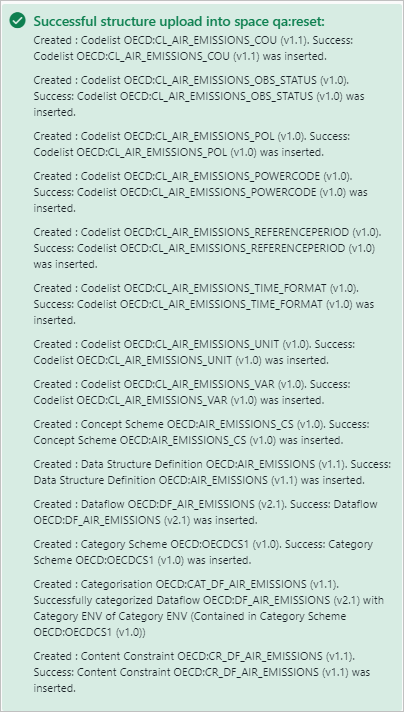 Successful structure upload into space qa:reset:
Created : Codelist OECD:CL_AIR_EMISSIONS_COU (v1.1). Success:
Codelist OECD:CL_AIR_EMISSIONS_COU (v1.1) was inserted.
Created : Codelist OECD:CL_AIR_EMISSIONS_OBS_STATUS (v1.0).
Success: Codelist OECD:CL_AIR_EMISSIONS_OBS_STATUS (v1.0) was
inserted.
Created : Codelist OECD:CL_AIR_EMISSIONS_POL (v1.0). Success:
Codelist OECD:CL_AIR_EMISSIONS_POL (v1.0) was inserted.
Created : Codelist OECD:CL_AIR_EMISSIONS_POWERCODE (v1.0).
Success: Codelist OECD:CL_AIR_EMISSIONS_POWERCODE (v1.0) was
inserted.
Created : Codelist OECD:CL_AIR_EMISSIONS_REFERENCEPERIOD (v1.0).
Success: Codelist OECD:CL_AIR_EMISSIONS_REFERENCEPERIOD (v1.0)
was inserted.
Created : Codelist OECD:CL_AIR_EMISSIONS_TIME_FORMAT (v1.0).
Success: Codelist OECD:CL_AIR_EMISSIONS_TIME_FORMAT (v1.0) was
inserted.
Created : Codelist OECD:CL_AIR_EMISSIONS_UNIT (v1.0). Success:
Codelist OECD:CL_AIR_EMISSIONS_UNIT (v1.0) was inserted.
Created : Codelist OECD:CL_AIR_EMISSIONS_VAR (v1.0). Success:
Codelist OECD:CL_AIR_EMISSIONS_VAR (v1.0) was inserted.
Created : Concept Scheme OECD:AIR_EMISSIONS_CS (v1.0). Success:
Concept Scheme OECD:AIR_EMISSIONS_CS (v1.0) was inserted.
Created : Data Structure Definition OECD:AIR_EMISSIONS (v1.1). Success:
Data Structure Definition OECD:AIR_EMISSIONS (v1.1) was inserted.
Created : Dataflow OECD:DF_AIR_EMISSIONS (v2.1). Success: Dataflow
OECD:DF_AIR_EMISSIONS (v2.1) was inserted.
Created : Category Scheme OECD:OECDCS1 (v1.0). Success: Category
Scheme OECD:OECDCS1 (v1.0) was inserted.
Created : Categorisation OECD:CAT_DF_AIR_EMISSIONS (v1.1).
Successfully categorized Dataflow OECD:DF_AIR_EMISSIONS (v2.1) with
Category ENV of Category ENV (Contained in Category Scheme
OECD:OECDCS1 (v1.0))
Created : Content Constraint OECD:CR_DF_AIR_EMISSIONS (v1.1).
Success: Content Constraint OECD:CR_DF_AIR_EMISSIONS (v1.1) was
inserted.